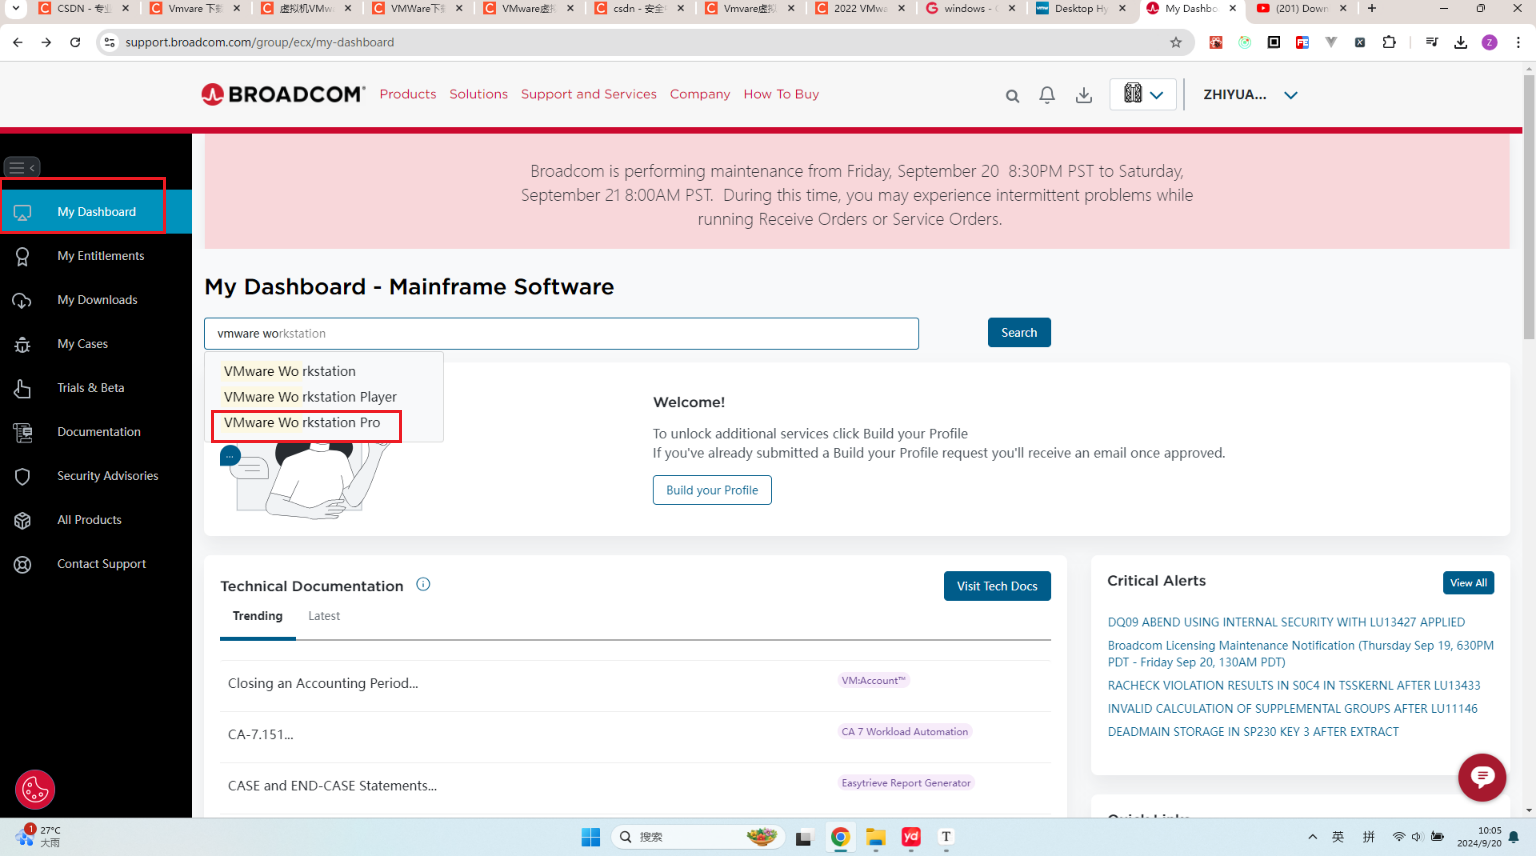 CSDN - 专业
Vmware 下载
虚拟机VMw
VMWare下载
VMware虚拟
csdn - 安全
Vmvare虚拟
2022 VMwa
windows - G
Desktop Hy
My Dashbo
(201) Down
support.broadcom.com/group/ecx/my-dashboard
BROADCOM
Products
Solutions
Support and Services
Company
How To Buy
ZHIYUA...
Broadcom is performing maintenance from Friday, September 20 8:30PM PST to Saturday,
September 21 8:00AM PST. During this time, you may experience intermittent problems while
running Receive Orders or Service Orders.
My Dashboard
My Entitlements
My Downloads
My Cases
Trials & Beta
Documentation
Security Advisories
All Products
Contact Support
My Dashboard - Mainframe Software
vmware workstation
Search
VMware Workstation
VMware Workstation Player
VMware Workstation Pro
Welcome!
To unlock additional services click Build your Profile
If you've already submitted a Build your Profile request you'll receive an email once approved.
Build your Profile
Technical Documentation
Visit Tech Docs
Trending
Latest
Closing an Accounting Period...
VM:Account™
CA-7.151...
CA 7 Workload Automation
CASE and END-CASE Statements...
Easytrieve Report Generator
Critical Alerts
View All
DQ09 ABEND USING INTERNAL SECURITY WITH LU13427 APPLIED
Broadcom Licensing Maintenance Notification (Thursday Sep 19, 630PM
PDT - Friday Sep 20, 130AM PDT)
RACHECK VIOLATION RESULTS IN S0C4 IN TSSKERNL AFTER LU13433
INVALID CALCULATION OF SUPPLEMENTAL GROUPS AFTER LU11146
DEADMAIN STORAGE IN SP230 KEY 3 AFTER EXTRACT
Quick Links
1
27°C
大雨
搜索
yd
T
英
拼
10:05
2024/9/20